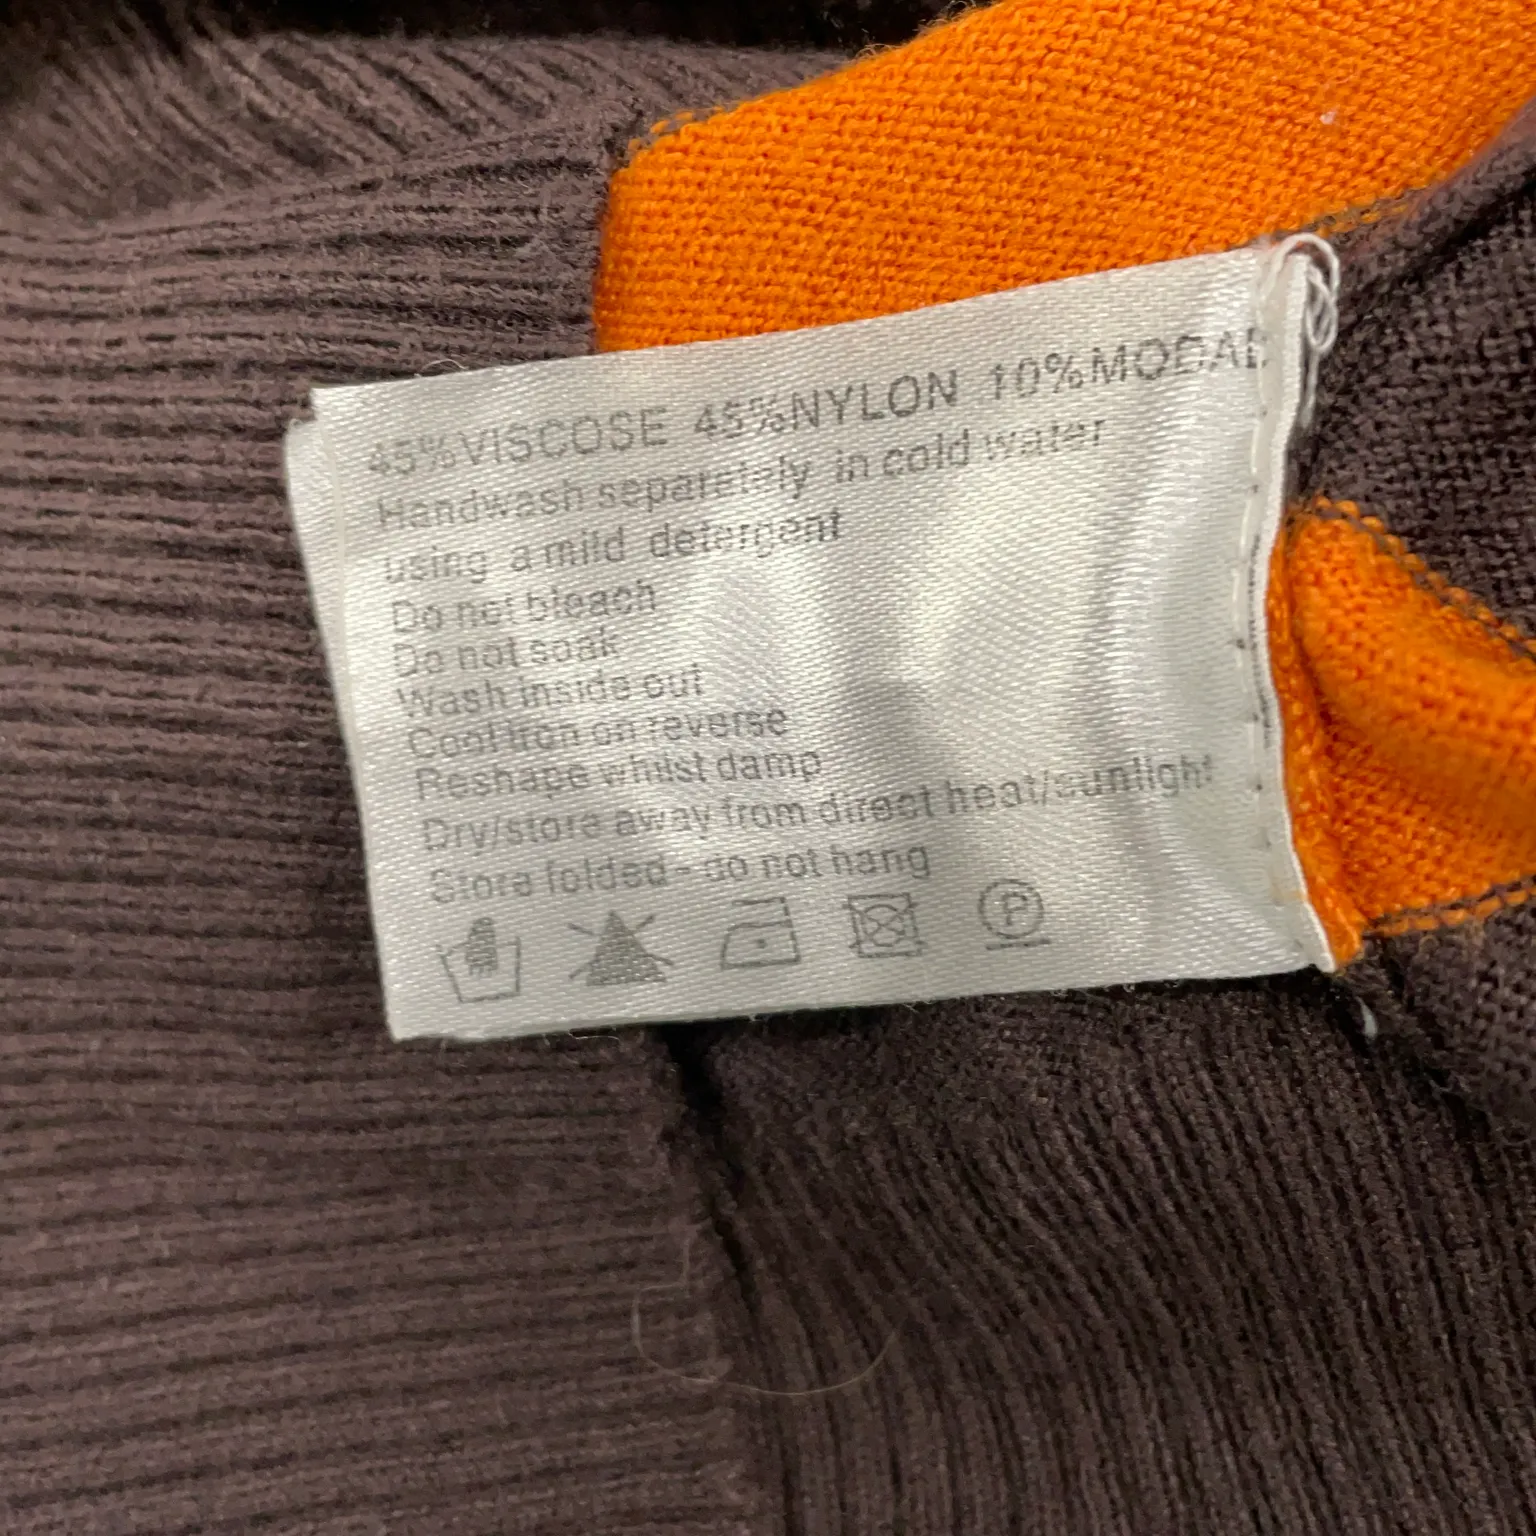 45%VISCOSE 45%NYLON 10%MODAL
Handwash separetely in cold water
using a mild detergent
Do not bleach
Do not soak
Wash inside out
Cool iron on reverse
Reshape whilst damp
Dry/store away from direct heat/sunlight
Store folded - do not hang
P